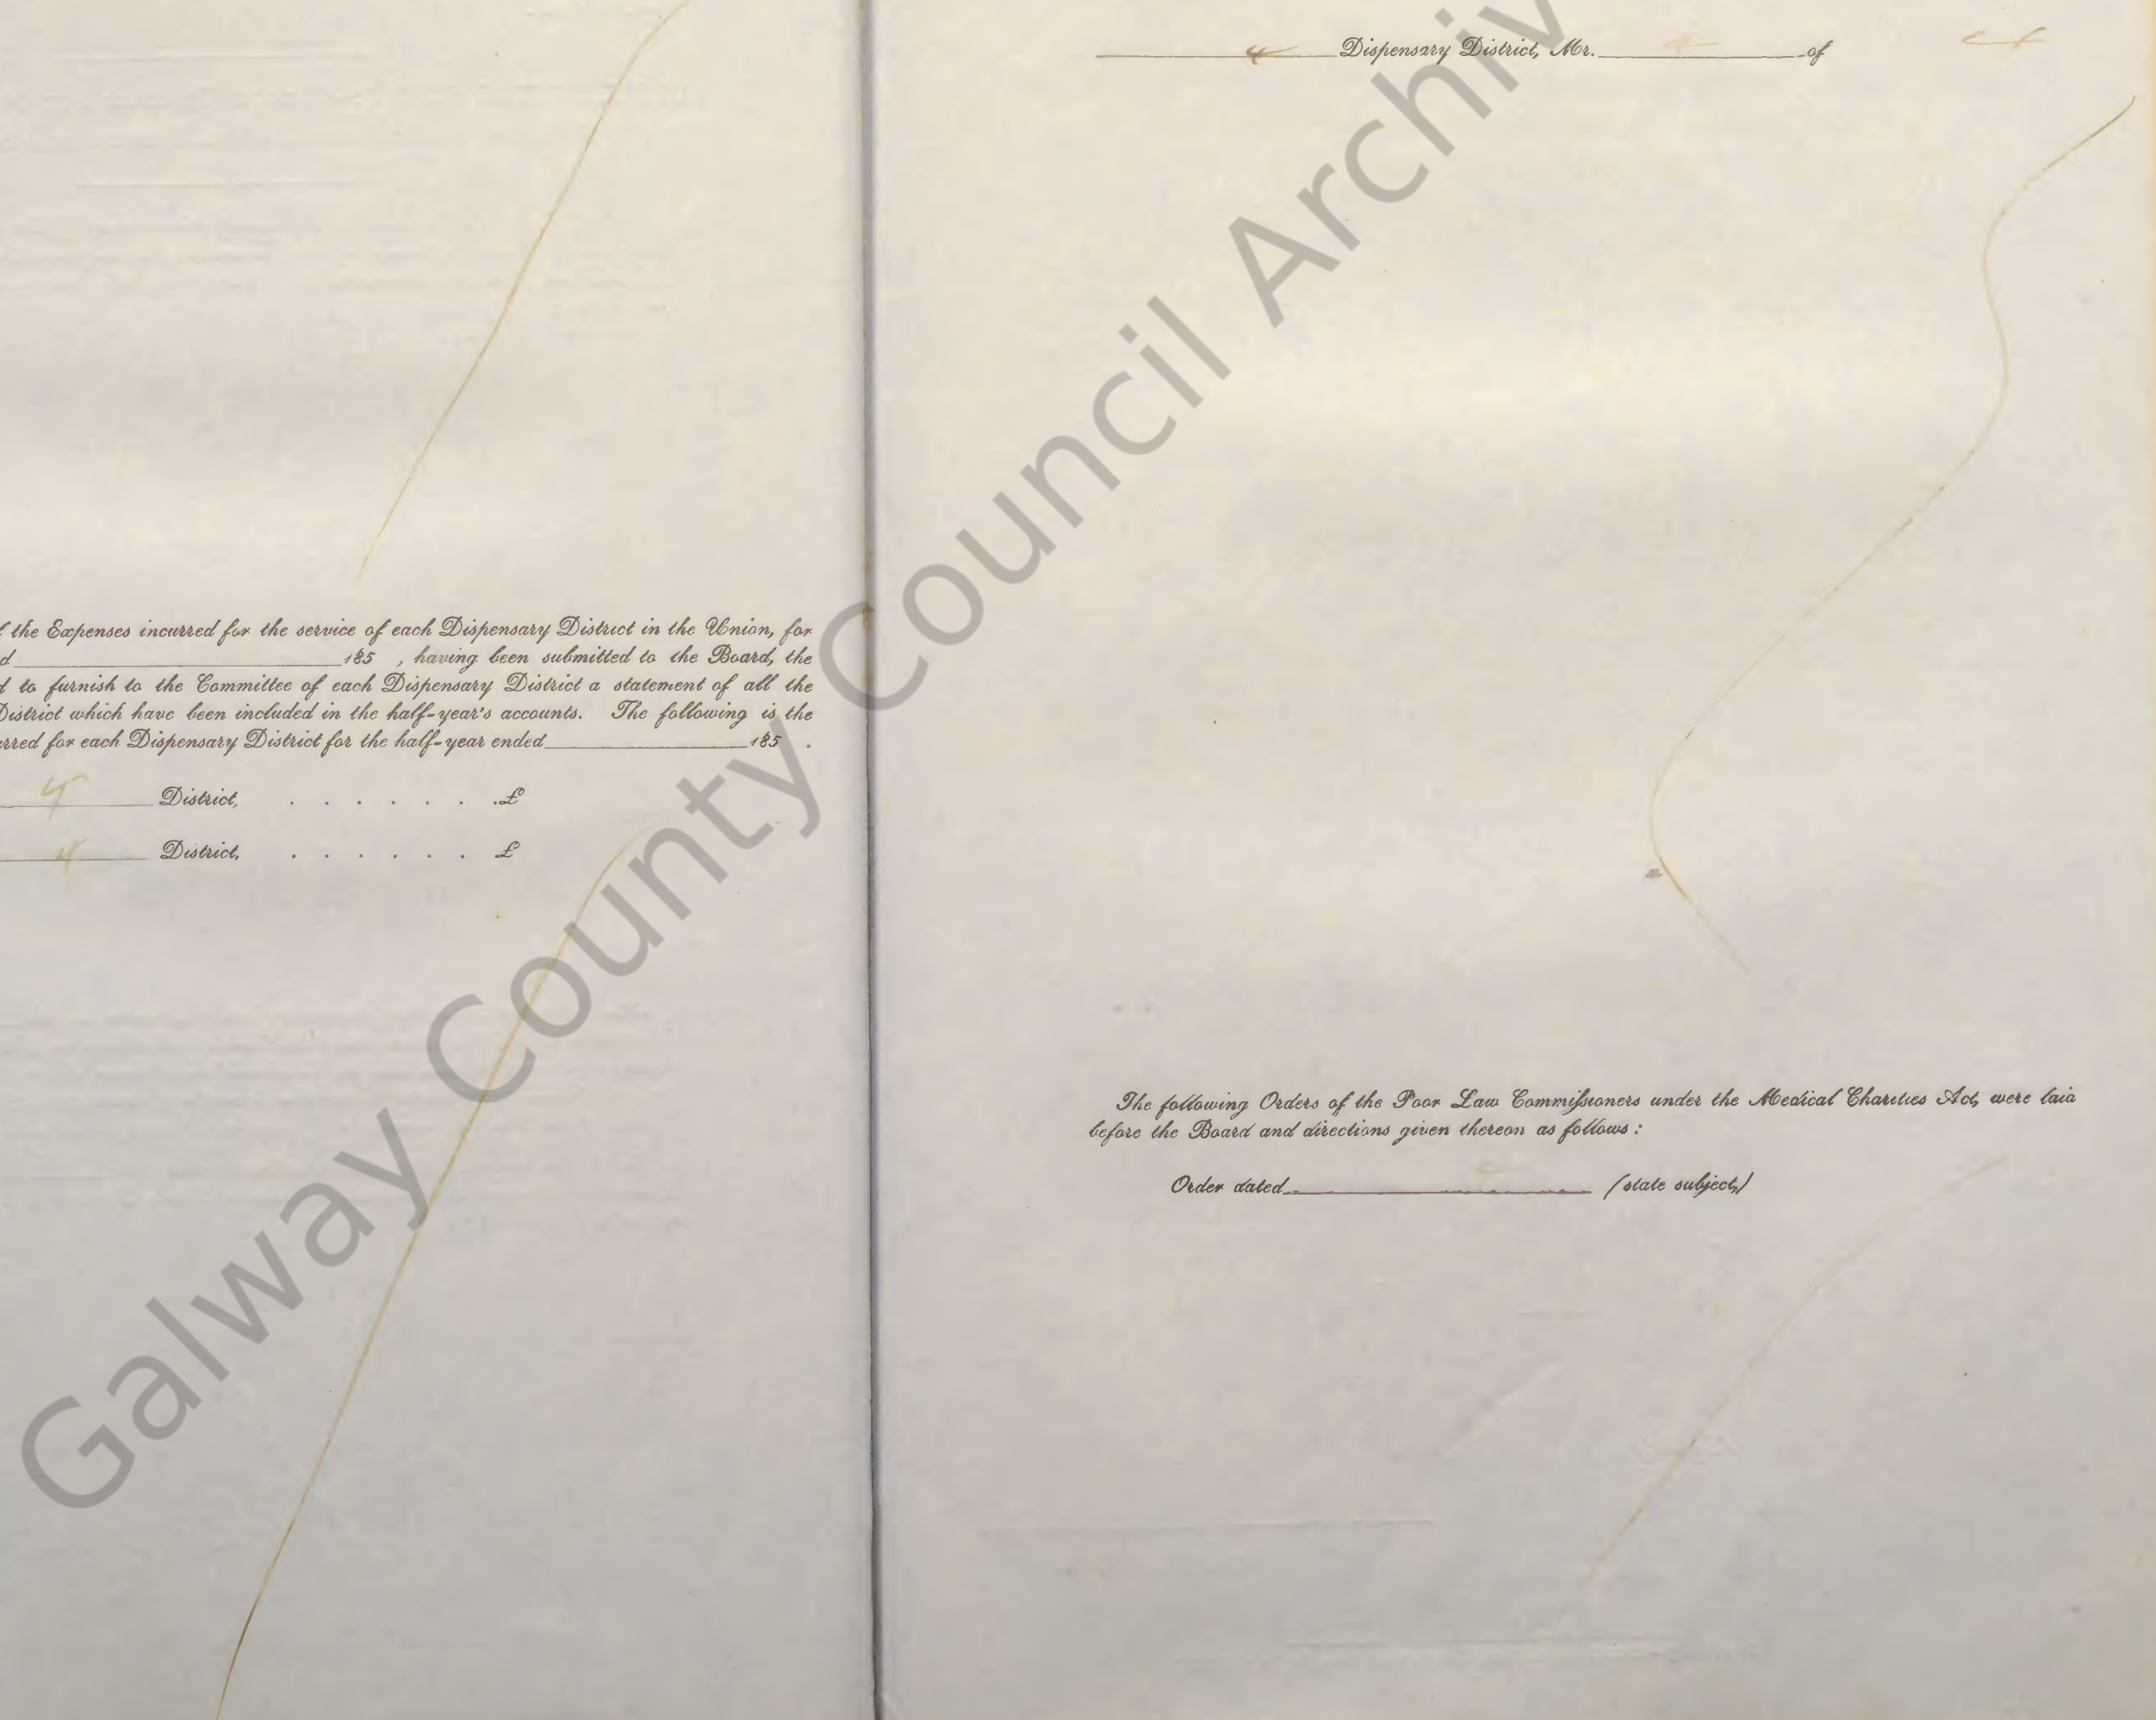 the Expenses incurred for the service of each Dispensary District in the Union, for
185 , having been submitted to the Board, the
to furnish to the Committee of each Dispensary District a statement of all the
District which have been included in the half-year's accounts. The following is the
for each Dispensary District for the half-year ended 185 .
District, . . . . . . £
District, . . . . . . £
Dispensary District, Mr. of
The following Orders of the Poor Law Commissioners under the Medical Charities Act, were laid
before the Board and directions given thereon as follows :
Order dated (state subject,)
Galway County Council